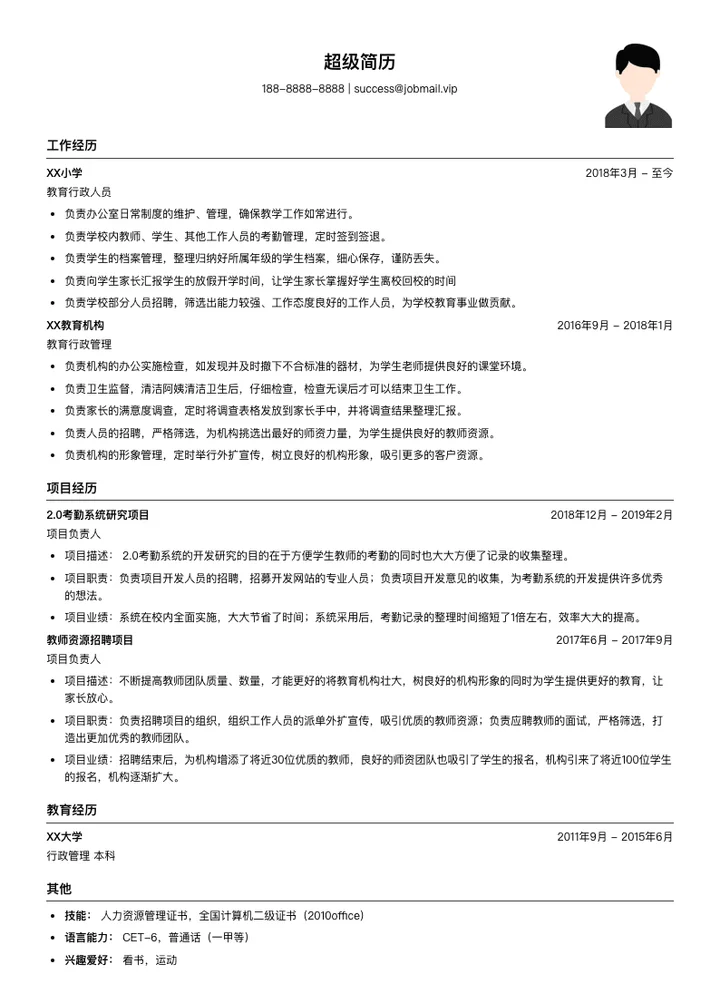 超级简历
188-8888-8888 | success@jobmail.vip
工作经历
XX小学 2018年3月 – 至今
教育行政人员
• 负责办公室日常制度的维护、管理，确保教学工作如常进行。
• 负责学校内教师、学生、其他工作人员的考勤管理，定时签到签退。
• 负责学生的档案管理，整理归纳好所属年级的学生档案，细心保存，谨防丢失。
• 负责向学生家长汇报学生的放假开学时间，让学生家长掌握好学生离校回校的时间
• 负责学校部分人员招聘，筛选出能力较强、工作态度良好的工作人员，为学校教育事业做贡献。
XX教育机构 2016年9月 – 2018年1月
教育行政管理
• 负责机构的办公实施检查，如发现并及时撤下不合标准的器材，为学生老师提供良好的课堂环境。
• 负责卫生监督，清洁阿姨清洁卫生后，仔细检查，检查无误后才可以结束卫生工作。
• 负责家长的满意度调查，定时将调查表格发放到家长手中，并将调查结果整理汇报。
• 负责人员的招聘，严格筛选，为机构挑选出最好的师资力量，为学生提供良好的教师资源。
• 负责机构的形象管理，定时举行外扩宣传，树立良好的机构形象，吸引更多的客户资源。
项目经历
2.0考勤系统研究项目 2018年12月 – 2019年2月
项目负责人
• 项目描述： 2.0考勤系统的开发研究的目的在于方便学生教师的考勤的同时也大大方便了记录的收集整理。
• 项目职责：负责项目开发人员的招聘，招募开发网站的专业人员；负责项目开发意见的收集，为考勤系统的开发提供许多优秀
的想法。
• 项目业绩：系统在校内全面实施，大大节省了时间；系统采用后，考勤记录的整理时间缩短了1倍左右，效率大大的提高。
教师资源招聘项目 2017年6月 – 2017年9月
项目负责人
• 项目描述：不断提高教师团队质量、数量，才能更好的将教育机构壮大，树良好的机构形象的同时为学生提供更好的教育，让
家长放心。
• 项目职责：负责招聘项目的组织，组织工作人员的派单外扩宣传，吸引优质的教师资源；负责应聘教师的面试，严格筛选，打
造出更加优秀的教师团队。
• 项目业绩：招聘结束后，为机构增添了将近30位优质的教师，良好的师资团队也吸引了学生的报名，机构引来了将近100位学生
的报名，机构逐渐扩大。
教育经历
XX大学 2011年9月 – 2015年6月
行政管理 本科
其他
• 技能： 人力资源管理证书，全国计算机二级证书（2010office）
• 语言能力： CET-6，普通话（一甲等）
• 兴趣爱好： 看书，运动